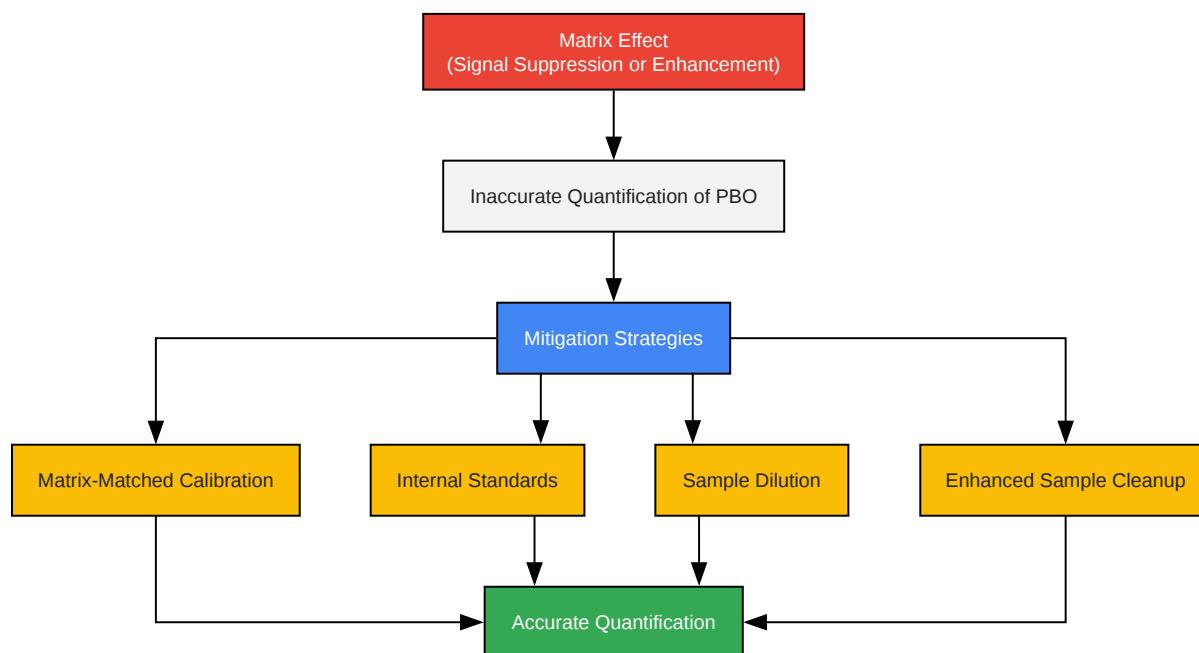 Matrix Effect
(Signal Suppression or Enhancement)
Inaccurate Quantification of PBO
Mitigation Strategies
Matrix-Matched Calibration
Internal Standards
Sample Dilution
Enhanced Sample Cleanup
Accurate Quantification